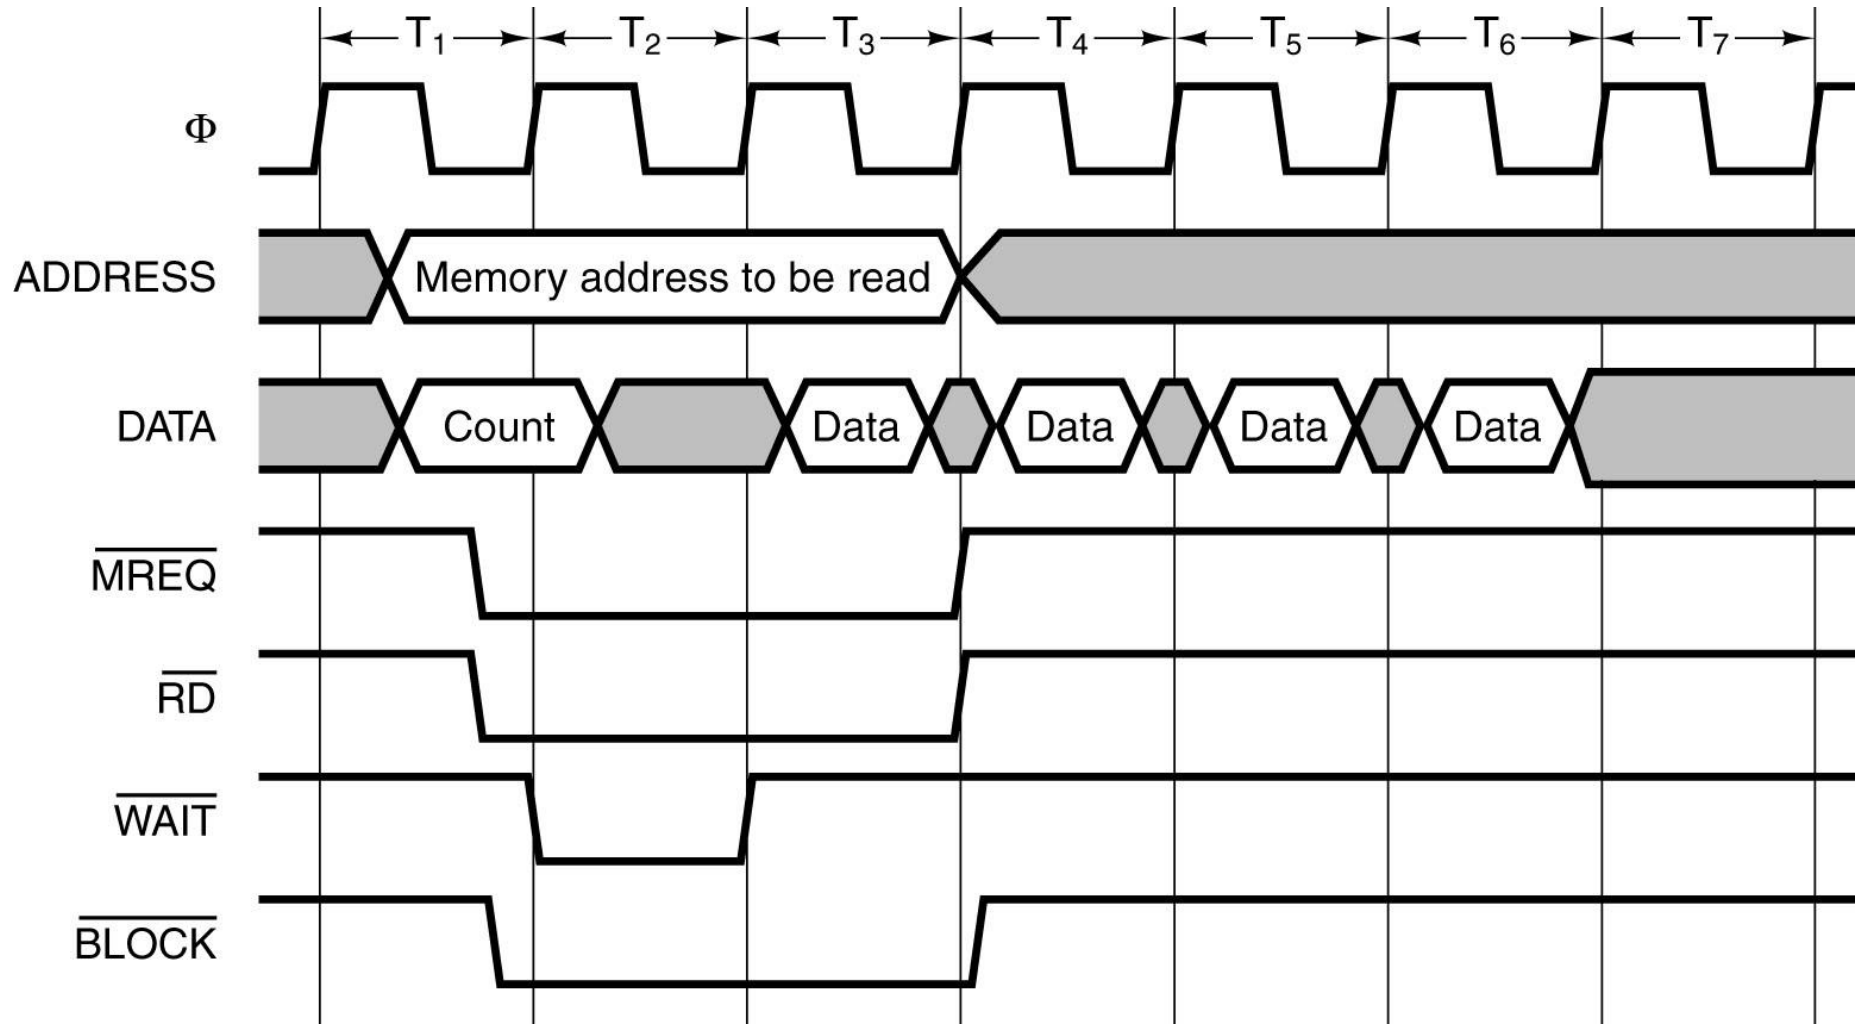 T1 T2 T3 T4 T5 T6 T7
Φ
ADDRESS Memory address to be read
DATA Count Data Data Data Data
MREQ
RD
WAIT
BLOCK